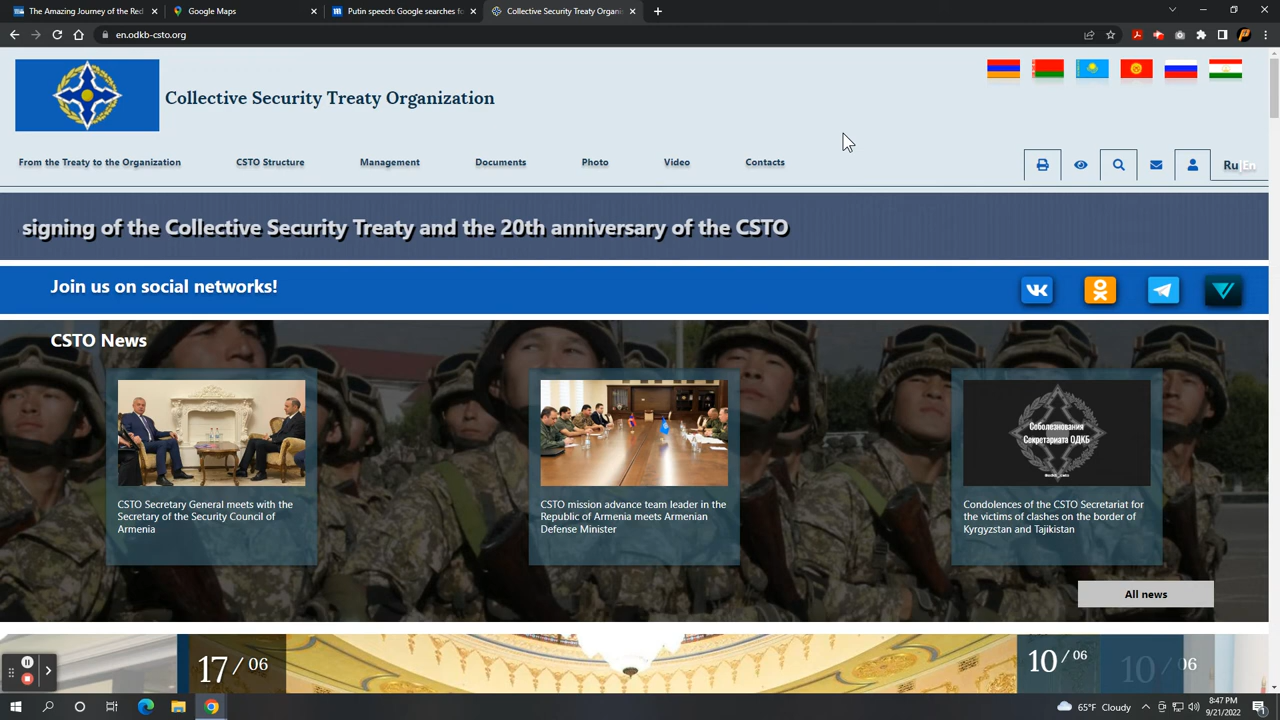 The Amazing Journey of the Red
Google Maps
Putin speech: Google searches fo
Collective Security Treaty Organi
en.odkb-csto.org
Collective Security Treaty Organization
From the Treaty to the Organization
CSTO Structure
Management
Documents
Photo
Video
Contacts
Ru|En
signing of the Collective Security Treaty and the 20th anniversary of the CSTO
Join us on social networks!
CSTO News
Соболезнования
Секретариата ОДКБ
CSTO Secretary General meets with the
Secretary of the Security Council of
Armenia
CSTO mission advance team leader in the
Republic of Armenia meets Armenian
Defense Minister
Condolences of the CSTO Secretariat for
the victims of clashes on the border of
Kyrgyzstan and Tajikistan
All news
17/06
10/06
10/06
65°F Cloudy
8:47 PM
9/21/2022
1